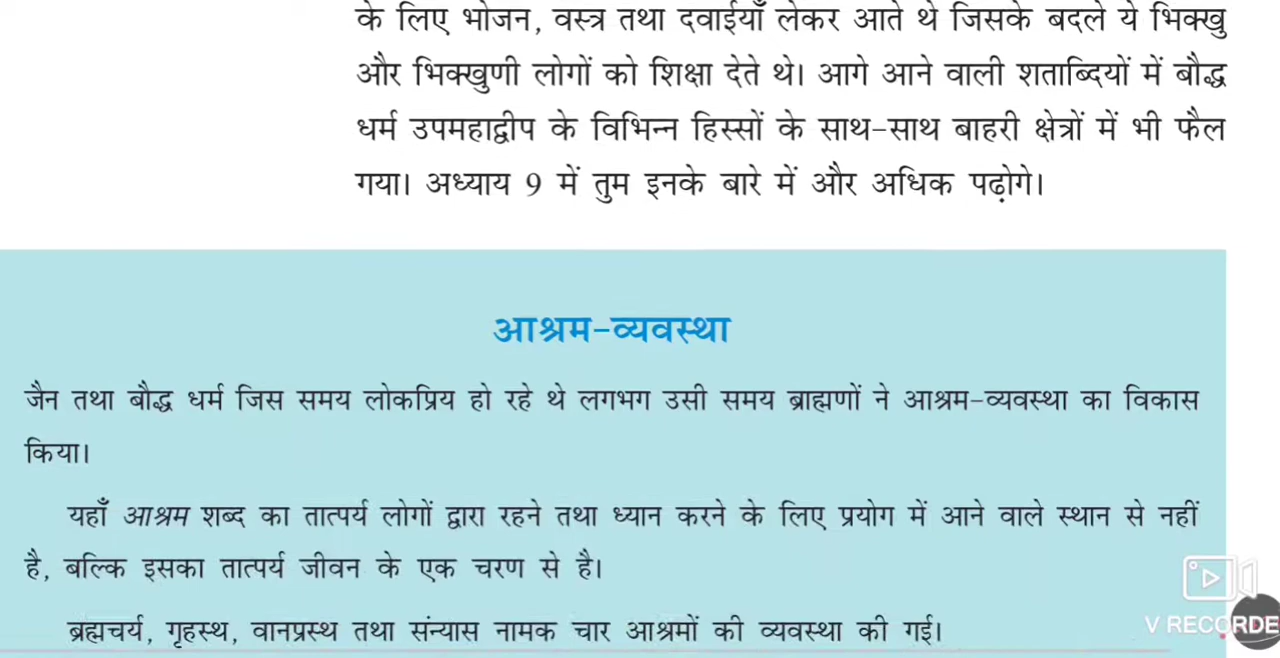 के लिए भोजन, वस्त्र तथा दवाईयाँ लेकर आते थे जिसके बदले ये भिक्खु
और भिक्खुणी लोगों को शिक्षा देते थे। आगे आने वाली शताब्दियों में बौद्ध
धर्म उपमहाद्वीप के विभिन्न हिस्सों के साथ-साथ बाहरी क्षेत्रों में भी फैल
गया। अध्याय 9 में तुम इनके बारे में और अधिक पढ़ोगे।
आश्रम-व्यवस्था
जैन तथा बौद्ध धर्म जिस समय लोकप्रिय हो रहे थे लगभग उसी समय ब्राह्मणों ने आश्रम-व्यवस्था का विकास
किया।
यहाँ आश्रम शब्द का तात्पर्य लोगों द्वारा रहने तथा ध्यान करने के लिए प्रयोग में आने वाले स्थान से नहीं
है, बल्कि इसका तात्पर्य जीवन के एक चरण से है।
ब्रह्मचर्य, गृहस्थ, वानप्रस्थ तथा संन्यास नामक चार आश्रमों की व्यवस्था की गई।
V RECORDE